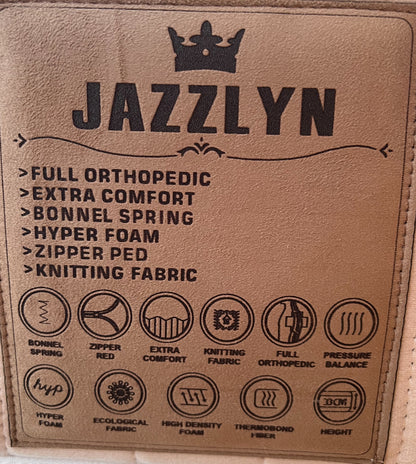 JAZZLYN
>FULL ORTHOPEDIC
>EXTRA COMFORT
>BONNEL SPRING
>HYPER FOAM
>ZIPPER PED
>KNITTING FABRIC
BONNEL SPRING
ZIPPER RED
EXTRA COMFORT
KNITTING FABRIC
FULL ORTHOPEDIC
PRESSURE BALANCE
hyp
HYPER FOAM
ECOLOGICAL FABRIC
HIGH DENSITY FOAM
THERMOBOND FIBER
HEIGHT